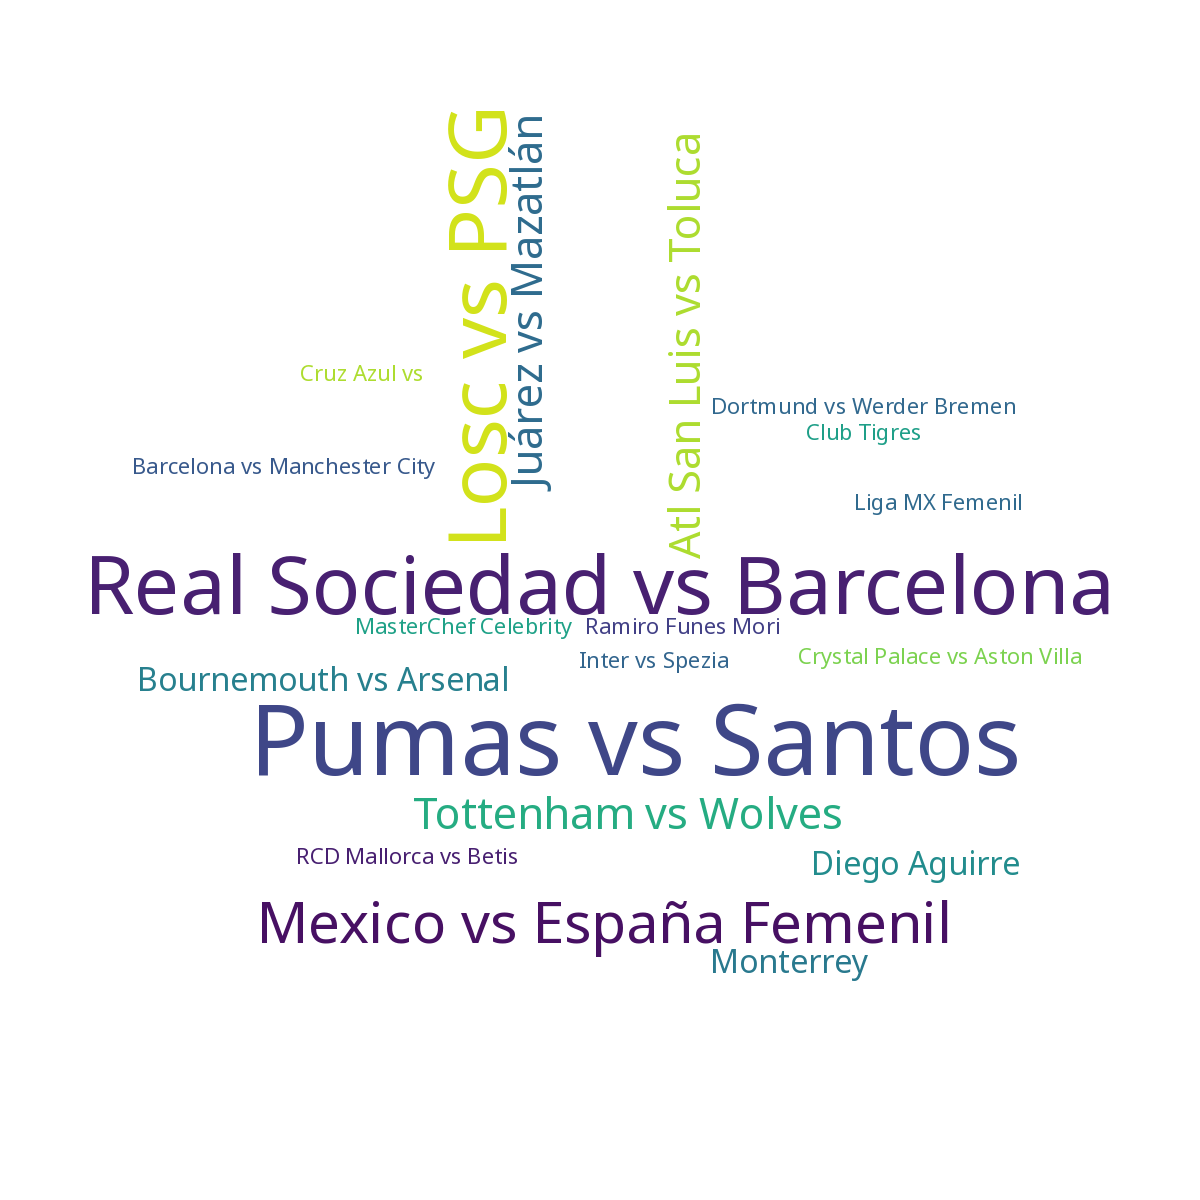 Losc vs PSG
Juárez vs Mazatlán
Atl San Luis vs Toluca
Cruz Azul vs
Dortmund vs Werder Bremen
Club Tigres
Barcelona vs Manchester City
Liga MX Femenil
Real Sociedad vs Barcelona
MasterChef Celebrity
Ramiro Funes Mori
Inter vs Spezia
Crystal Palace vs Aston Villa
Bournemouth vs Arsenal
Pumas vs Santos
Tottenham vs Wolves
RCD Mallorca vs Betis
Diego Aguirre
Mexico vs España Femenil
Monterrey